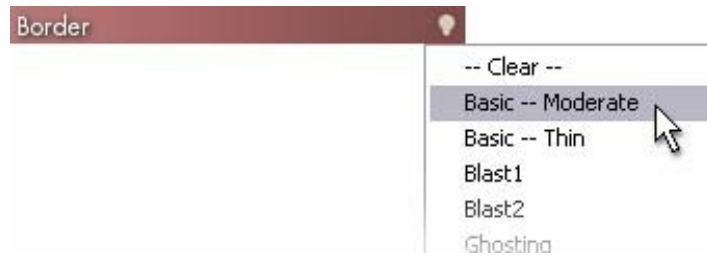 Border
-- Clear --
Basic -- Moderate
Basic -- Thin
Blast1
Blast2
Ghosting